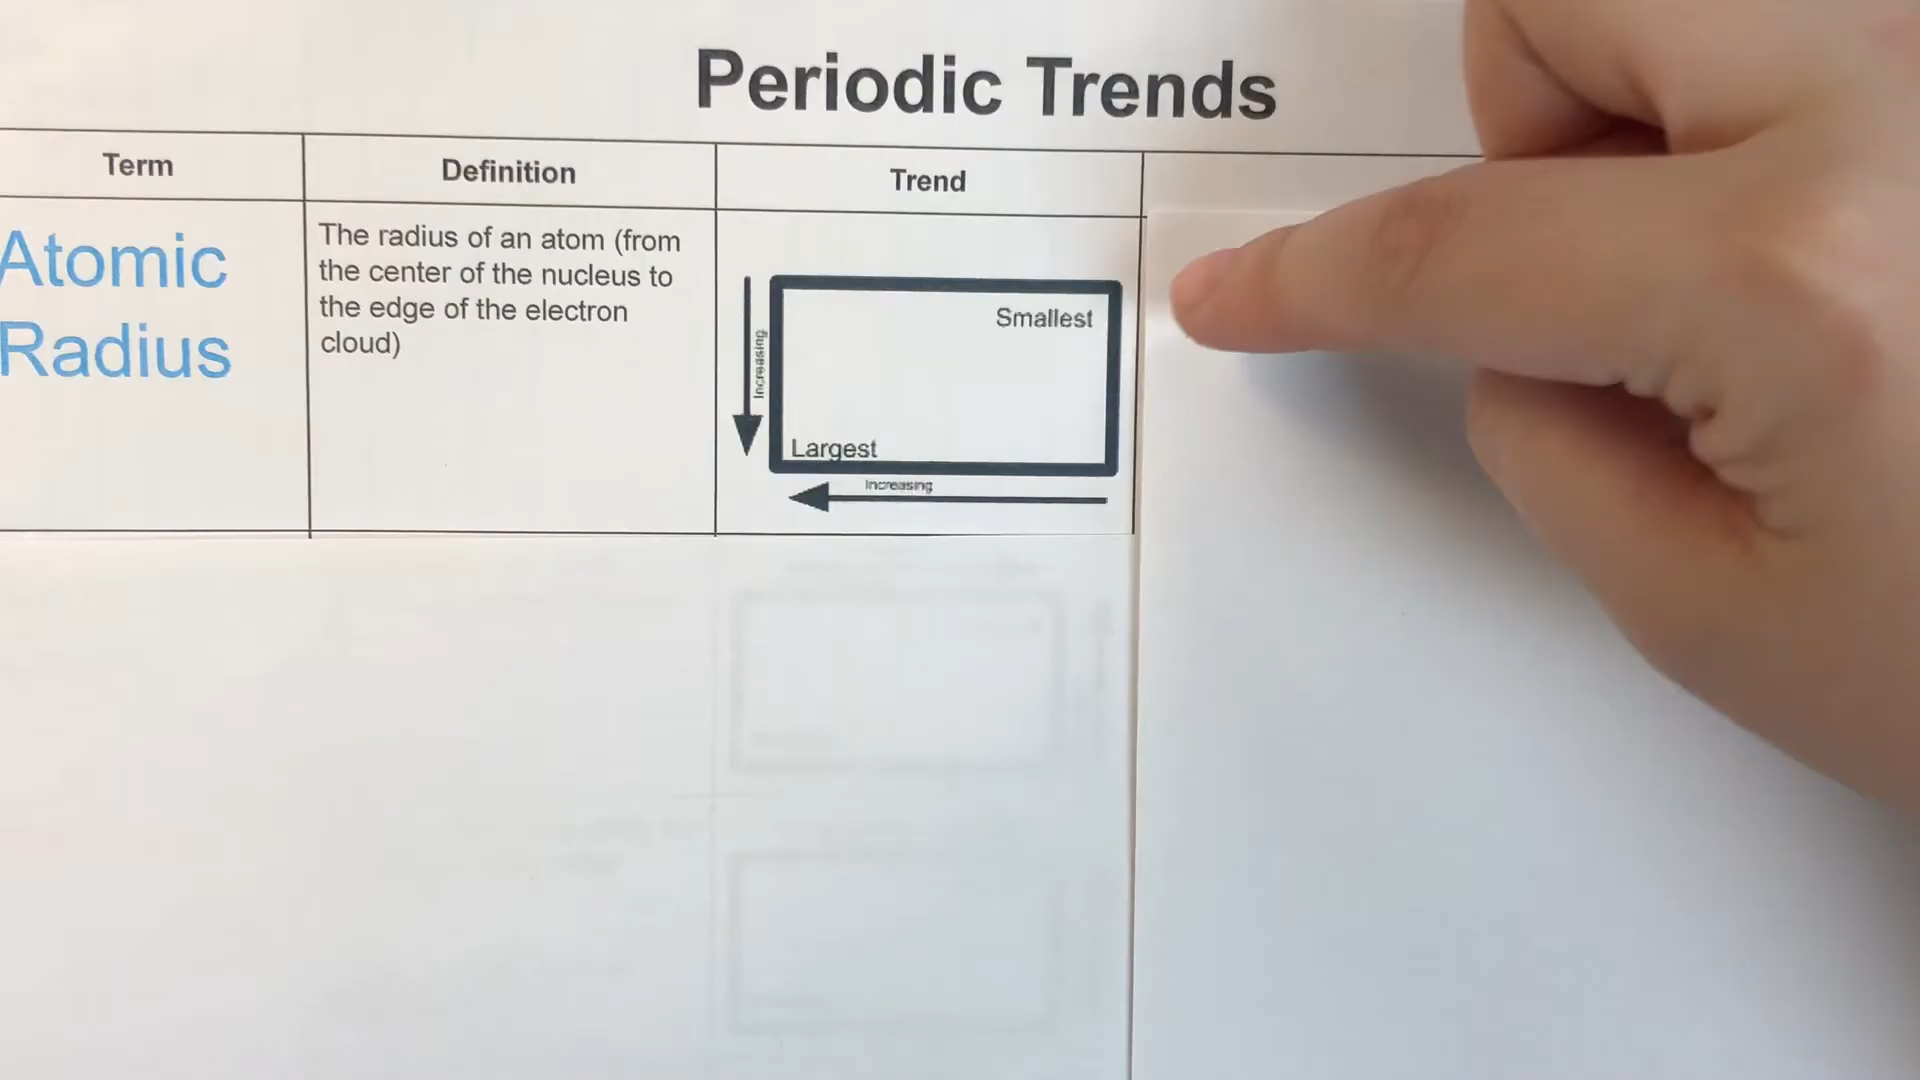 Periodic Trends
Term
Definition
Trend
Atomic
Radius
The radius of an atom (from
the center of the nucleus to
the edge of the electron
cloud)
Increasing
Smallest
Largest
Increasing